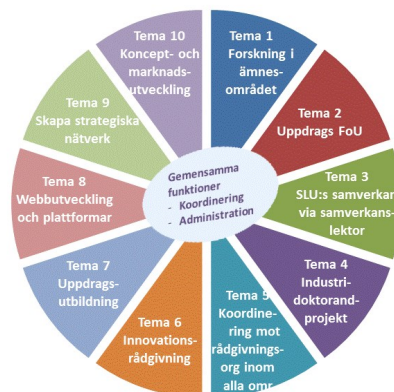 Tema 1
Forskning i
ämnes-
området
Tema 2
Uppdrags FoU
Tema 3
SLU:s samverkan
via samverkans-
lektor
Tema 4
Industri-
doktorand-
projekt
Tema 5
Koordine-
ring mot
rådgivnings-
org inom
alla omr
Tema 6
Innovations-
rådgivning
Tema 7
Uppdrags-
utbildning
Tema 8
Webbutveckling
och plattformar
Tema 9
Skapa strategiska
nätverk
Tema 10
Koncept- och
marknads-
utveckling
Gemensamma
funktioner
- Koordinering
- Administration